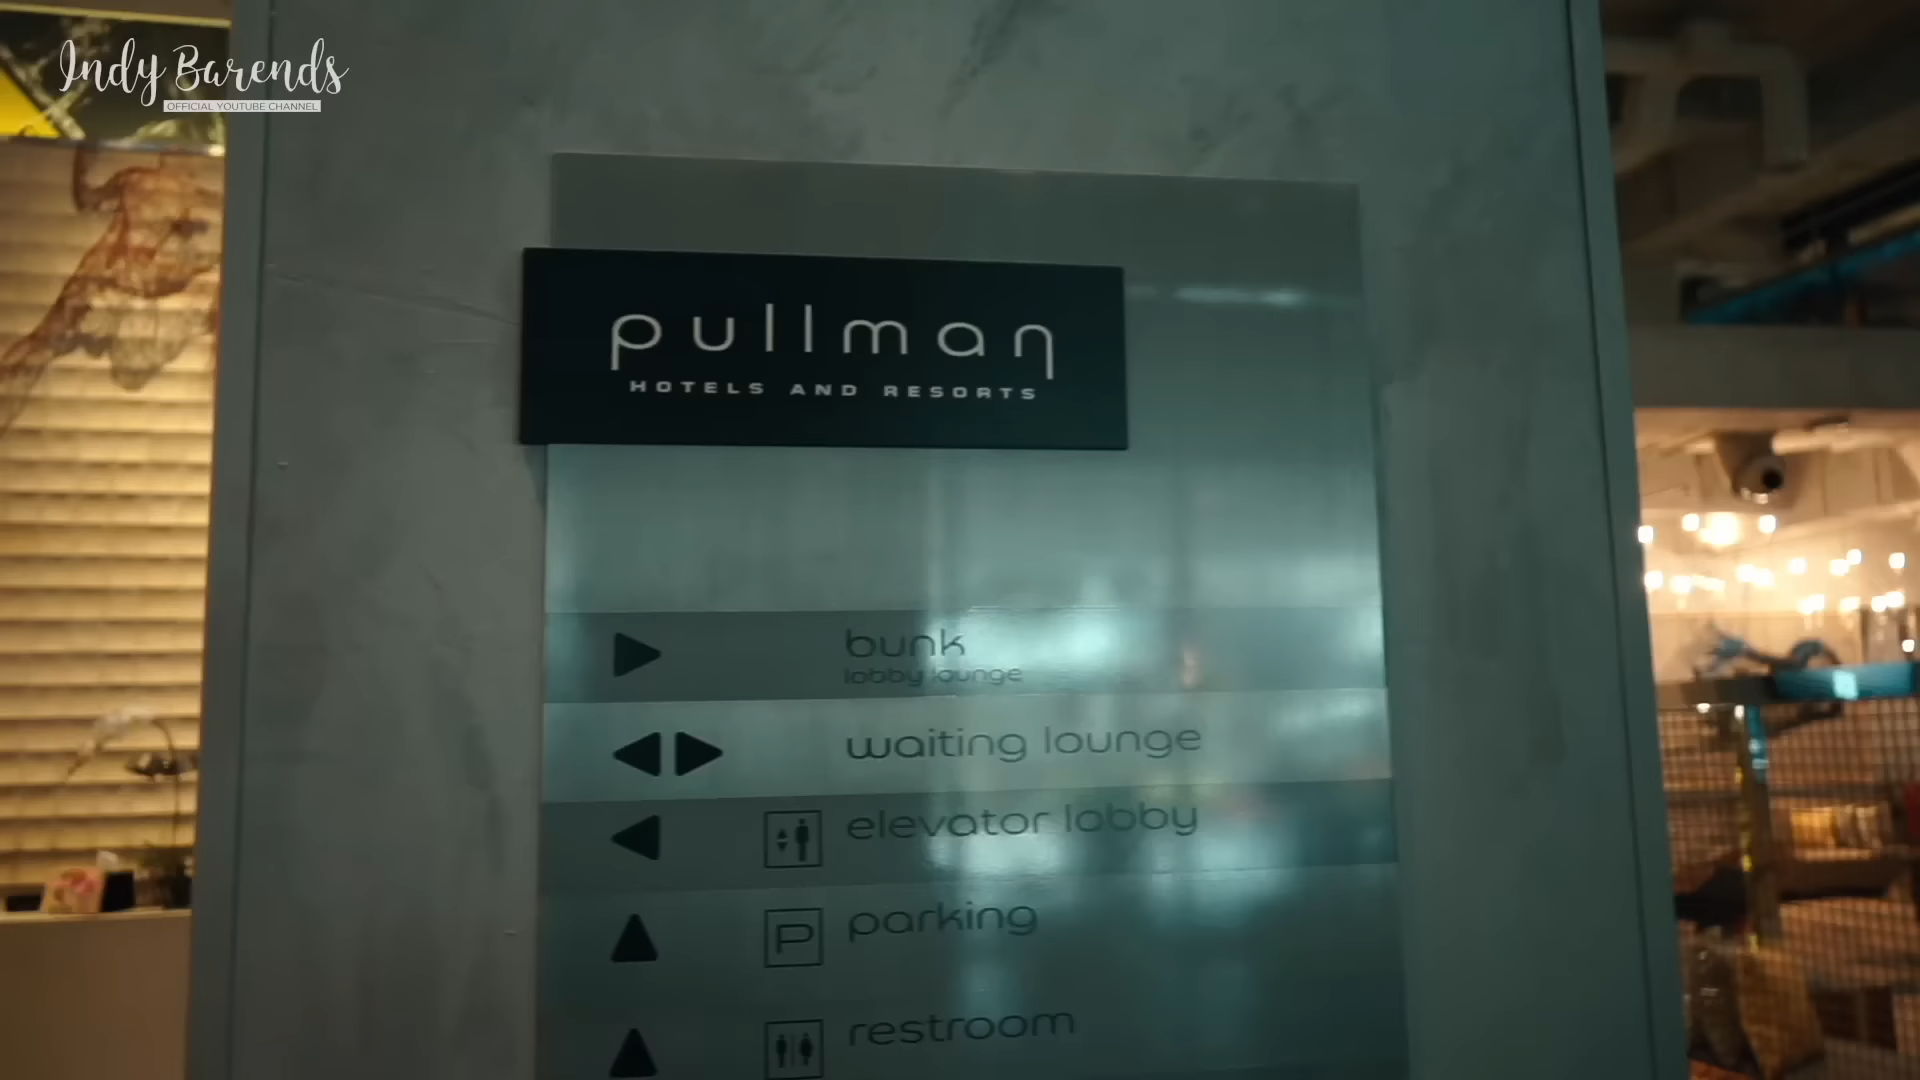 Indy Barends
OFFICIAL YOUTUBE CHANNEL
pullman
HOTELS AND RESORTS
bunk
lobby lounge
waiting lounge
elevator lobby
P parking
restroom